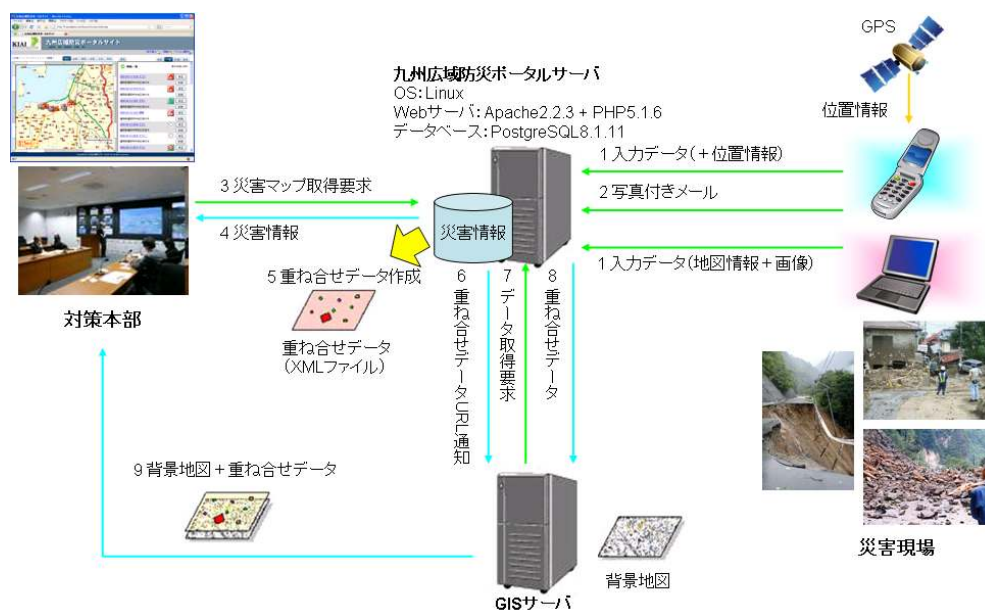 KIAI
九州広域防災ポータルサイト
GPS
位置情報
九州広域防災ポータルサーバ
OS:Linux
Webサーバ:Apache2.2.3 + PHP5.1.6
データベース:PostgreSQL8.1.11
1 入力データ(+位置情報)
2 写真付きメール
1 入力データ(地図情報+画像)
3 災害マップ取得要求
4 災害情報
災害情報
5 重ね合せデータ作成
重ね合せデータ
(XMLファイル)
6 重ね合せデータURL通知
7 データ取得要求
8 重ね合せデータ
対策本部
9 背景地図+重ね合せデータ
背景地図
GISサーバ
災害現場